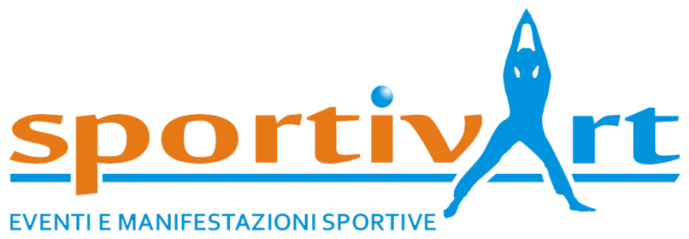 sportivArt
EVENTI E MANIFESTAZIONI SPORTIVE